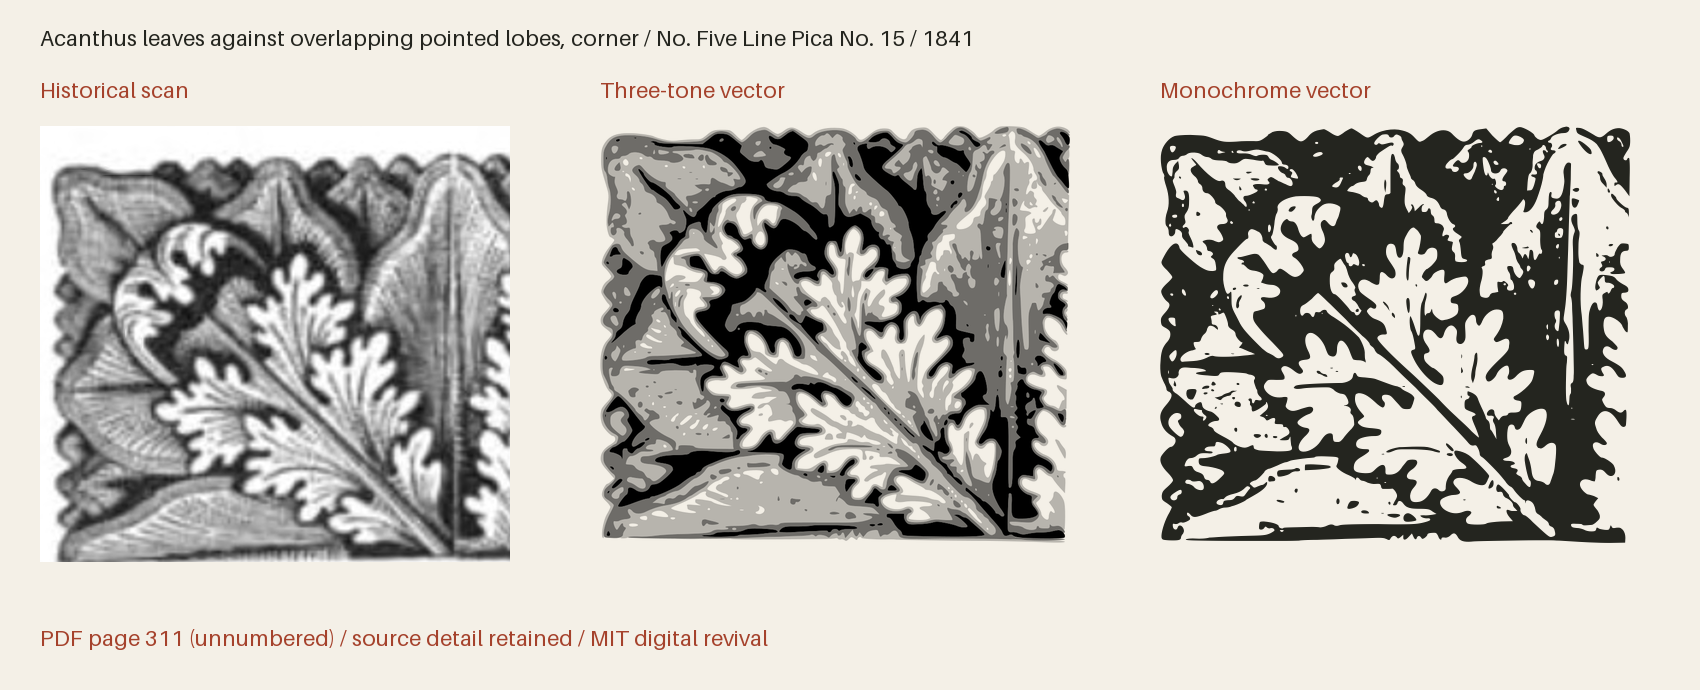 Acanthus leaves against overlapping pointed lobes, corner / No. Five Line Pica No. 15 / 1841
Historical scan
Three-tone vector
Monochrome vector
PDF page 311 (unnumbered) / source detail retained / MIT digital revival